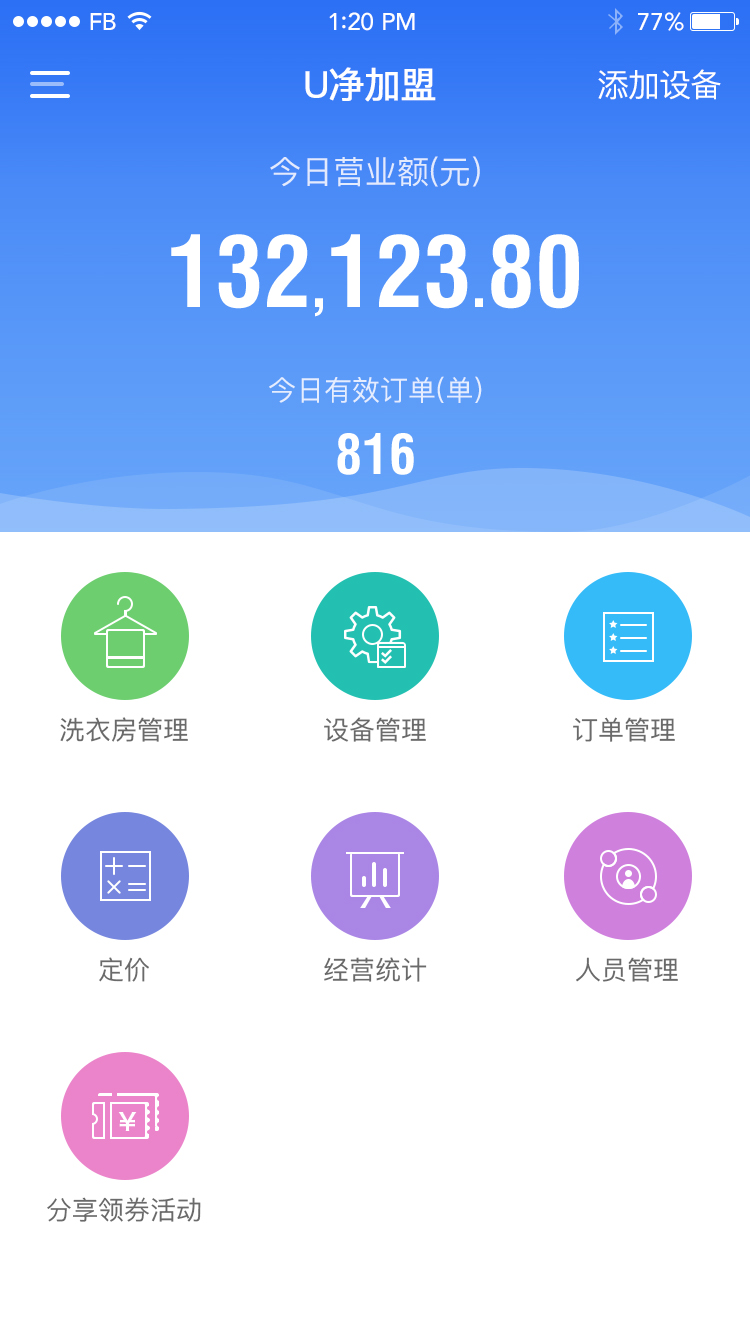 FB 1:20 PM 77%
U净加盟 添加设备
今日营业额(元)
132,123.80
今日有效订单(单)
816
洗衣房管理 设备管理 订单管理
定价 经营统计 人员管理
¥
分享领券活动